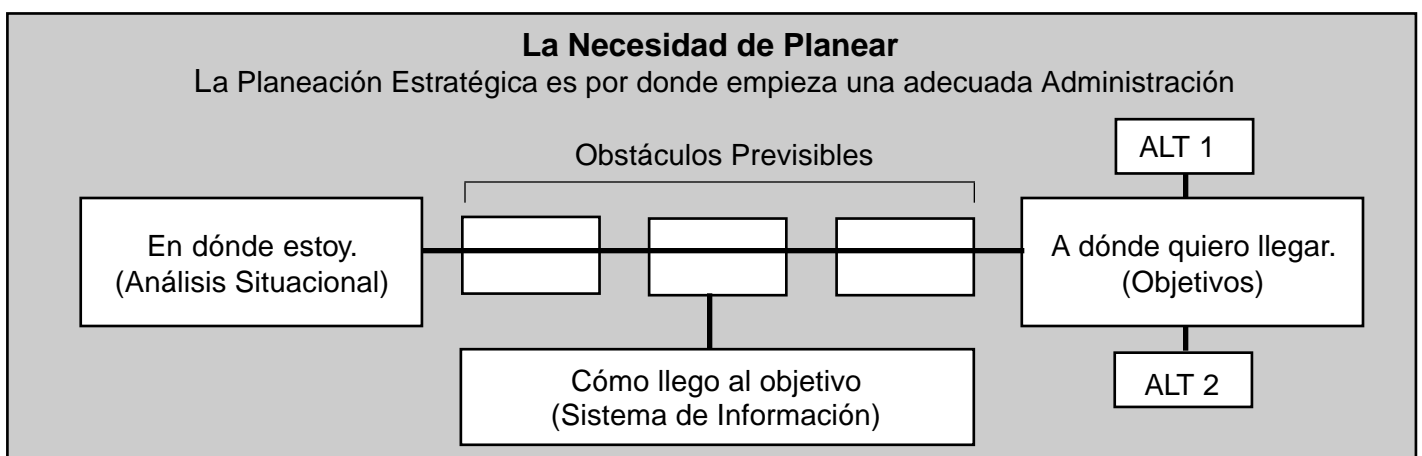 La Necesidad de Planear
La Planeación Estratégica es por donde empieza una adecuada Administración
Obstáculos Previsibles
ALT 1
En dónde estoy.
(Análisis Situacional)
A dónde quiero llegar.
(Objetivos)
Cómo llego al objetivo
(Sistema de Información)
ALT 2